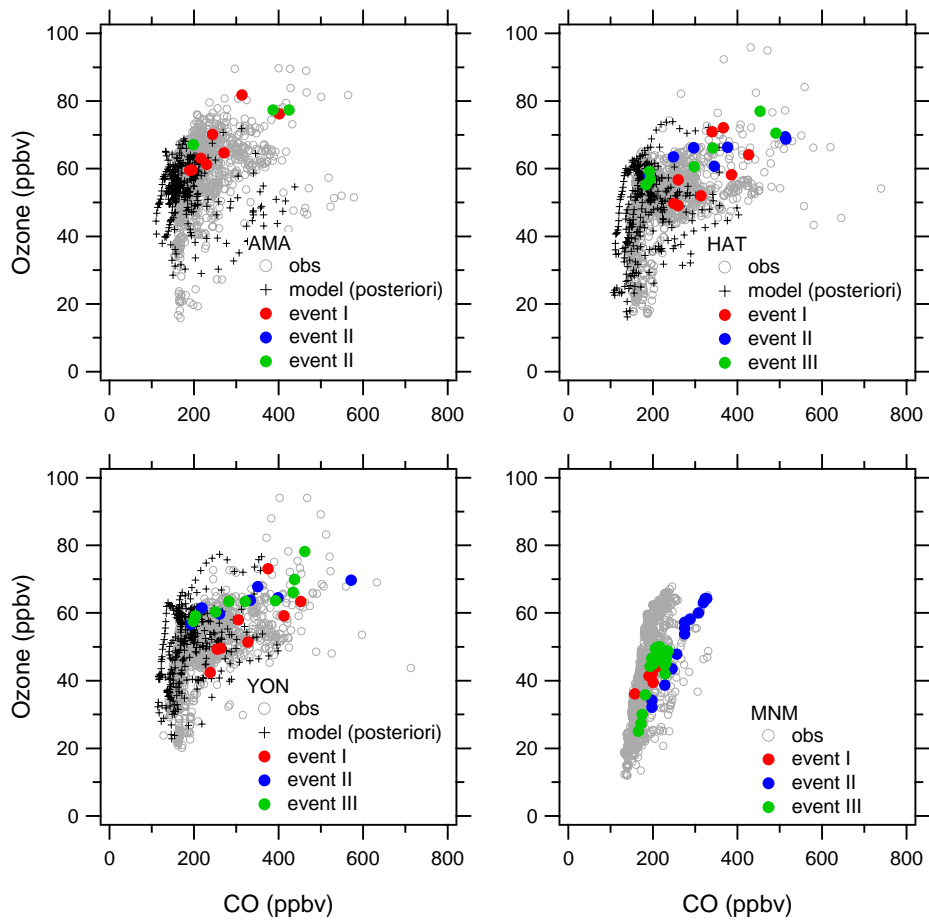 100
80
60
40
20
0
Ozone (ppbv)
0 200 400 600 800
AMA
obs
model (posteriori)
event I
event II
event II
100
80
60
40
20
0
0 200 400 600 800
HAT
obs
model (posteriori)
event I
event II
event III
100
80
60
40
20
0
Ozone (ppbv)
0 200 400 600 800
CO (ppbv)
YON
obs
model (posteriori)
event I
event II
event III
100
80
60
40
20
0
0 200 400 600 800
CO (ppbv)
MNM
obs
event I
event II
event III